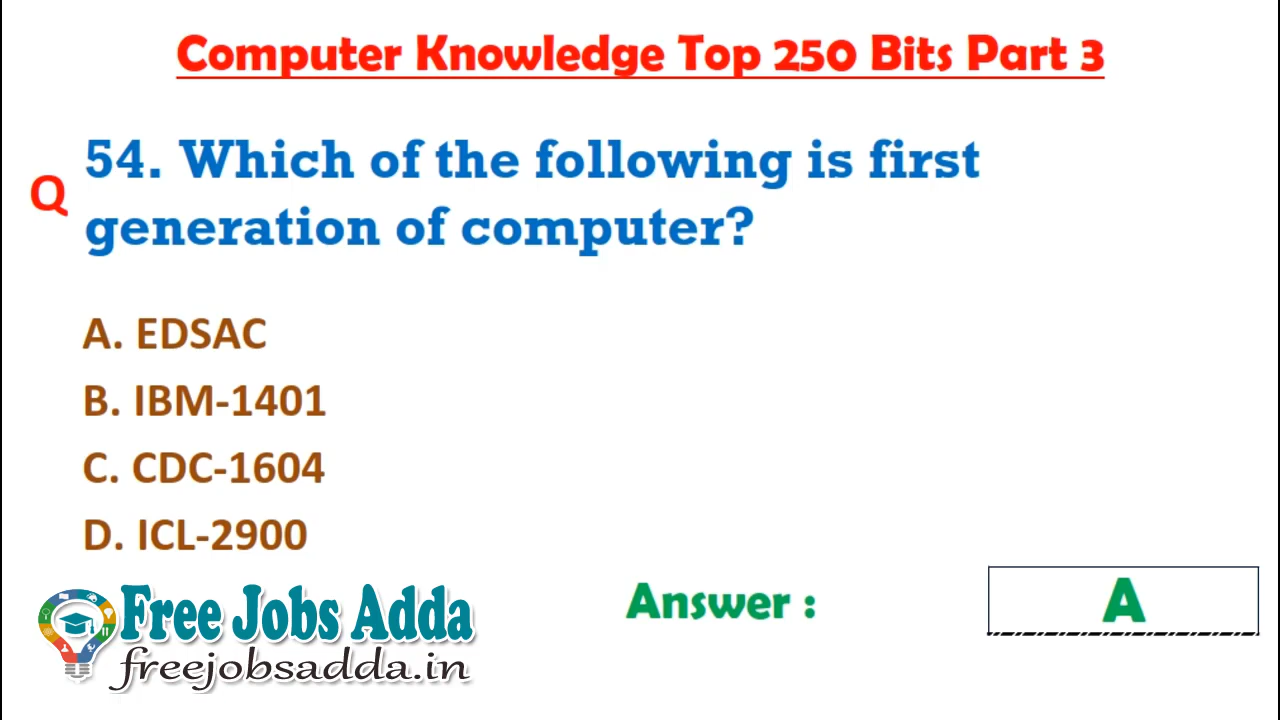 Computer Knowledge Top 250 Bits Part 3
Q
54. Which of the following is first
generation of computer?
A. EDSAC
B. IBM-1401
C. CDC-1604
D. ICL-2900
Free Jobs Adda
freejobsadda.in
Answer : A